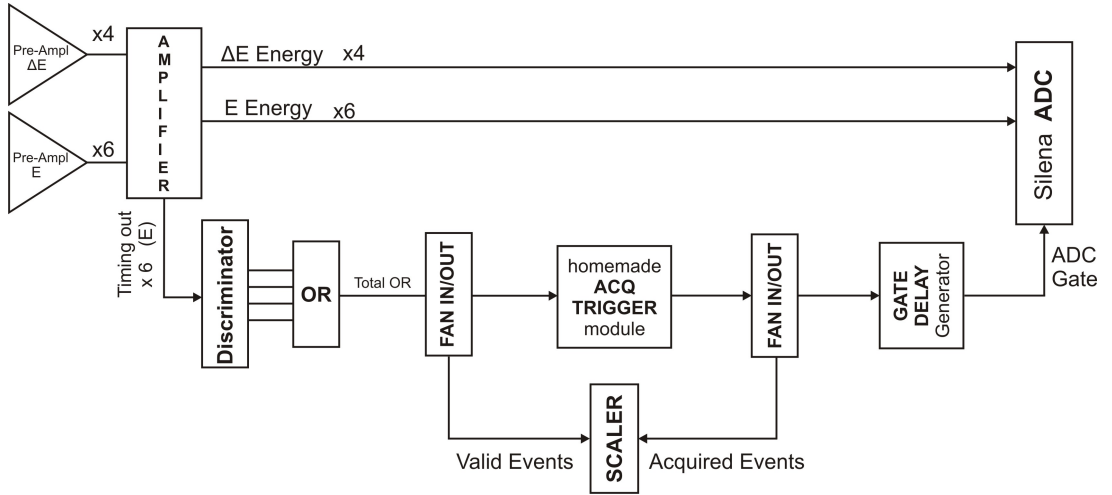 Pre-Ampl
ΔE
x4
Pre-Ampl
E
x6
AMPLIFIER
ΔE Energy x4
E Energy x6
Silena ADC
Timing out
x 6 (E)
Discriminator
OR
Total OR
FAN IN/OUT
homemade
ACQ
TRIGGER
module
FAN IN/OUT
GATE
DELAY
Generator
ADC
Gate
SCALER
Valid Events
Acquired Events